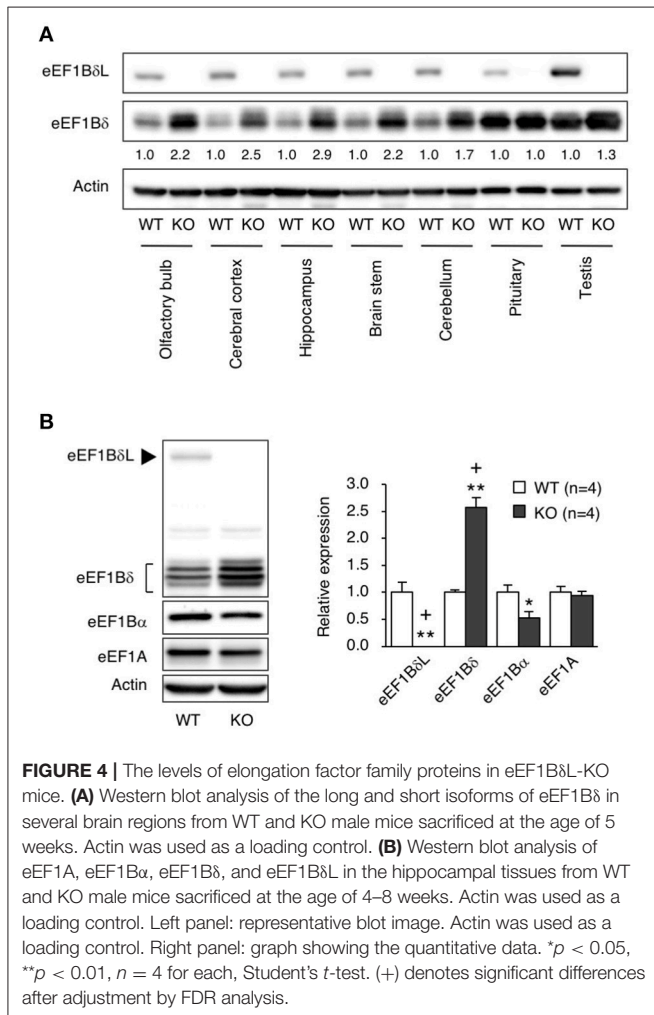 A
eEF1BδL
eEF1Bδ
1.0 2.2 1.0 2.5 1.0 2.9 1.0 2.2 1.0 1.7 1.0 1.0 1.0 1.3
Actin
WT KO WT KO WT KO WT KO WT KO WT KO WT KO
Olfactory bulb
Cerebral cortex
Hippocampus
Brain stem
Cerebellum
Pituitary
Testis
B
eEF1BδL
eEF1Bδ
eEF1Bα
eEF1A
Actin
WT KO
Relative expression
3.0
2.5
2.0
1.5
1.0
0.5
0.0
WT (n=4)
KO (n=4)
+
**
+
**
*
eEF1BδL
eEF1Bδ
eEF1Bα
eEF1A
FIGURE 4 | The levels of elongation factor family proteins in eEF1BδL-KO
mice. (A) Western blot analysis of the long and short isoforms of eEF1Bδ in
several brain regions from WT and KO male mice sacrificed at the age of 5
weeks. Actin was used as a loading control. (B) Western blot analysis of
eEF1A, eEF1Bα, eEF1Bδ, and eEF1BδL in the hippocampal tissues from WT
and KO male mice sacrificed at the age of 4–8 weeks. Actin was used as a
loading control. Left panel: representative blot image. Actin was used as a
loading control. Right panel: graph showing the quantitative data. *p < 0.05,
**p < 0.01, n = 4 for each, Student's t-test. (+) denotes significant differences
after adjustment by FDR analysis.